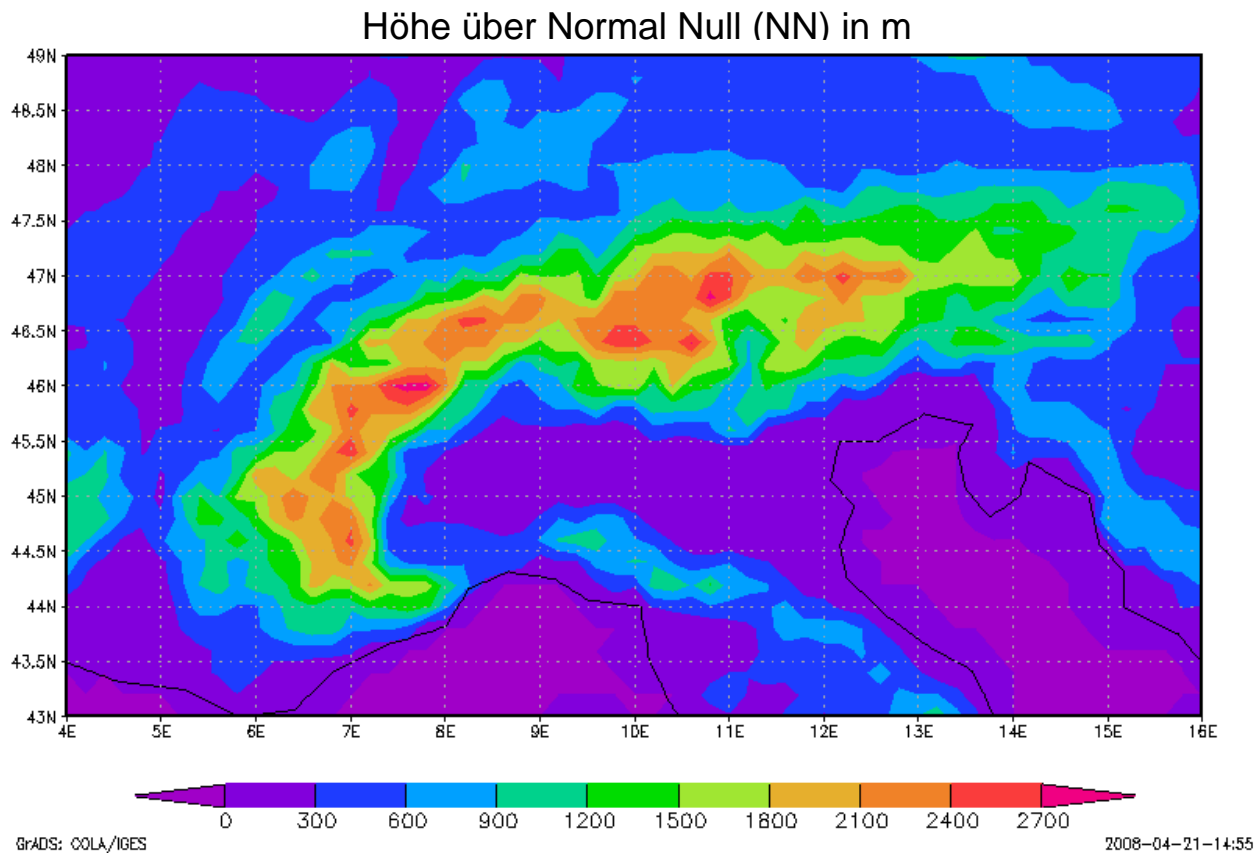 Höhe über Normal Null (NN) in m
49N
48.5N
48N
47.5N
47N
46.5N
46N
45.5N
45N
44.5N
44N
43.5N
43N
4E 5E 6E 7E 8E 9E 10E 11E 12E 13E 14E 15E 16E
0 300 600 900 1200 1500 1800 2100 2400 2700
GrADS: COLA/IGES 2008-04-21-14:55